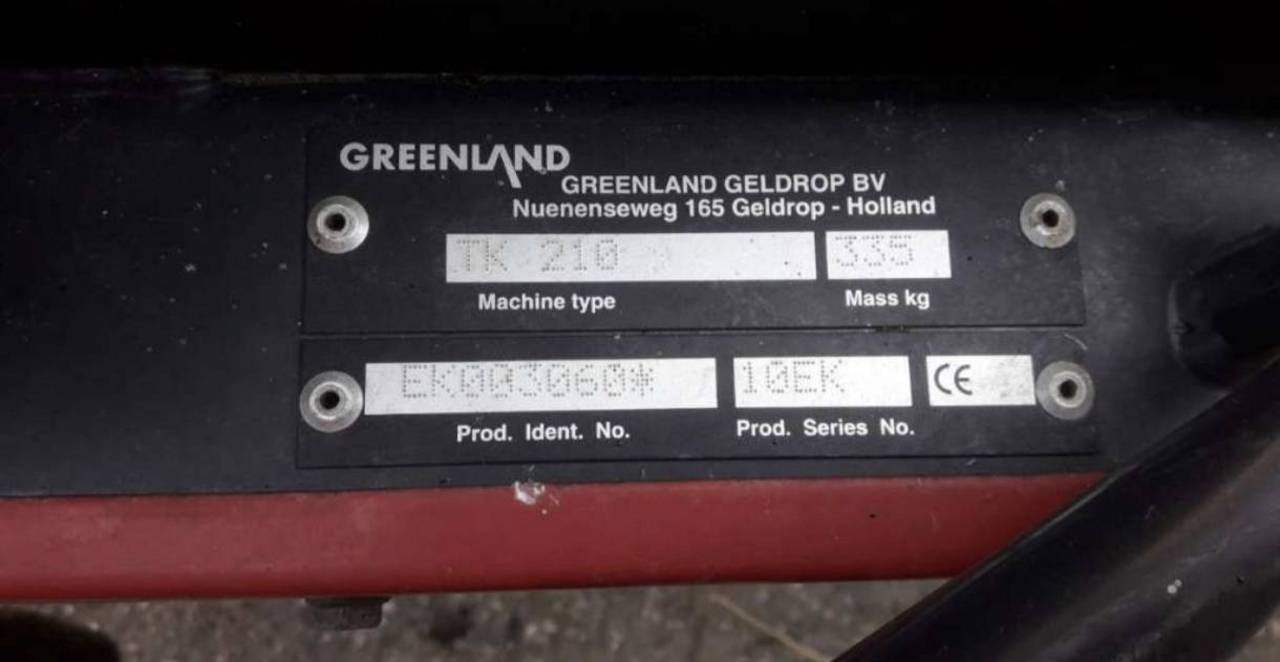 GREENLAND
GREENLAND GELDROP BV
Nuenenseweg 165 Geldrop - Holland
TK 210 335
Machine type Mass kg
EK003060* 10EK CE
Prod. Ident. No. Prod. Series No.